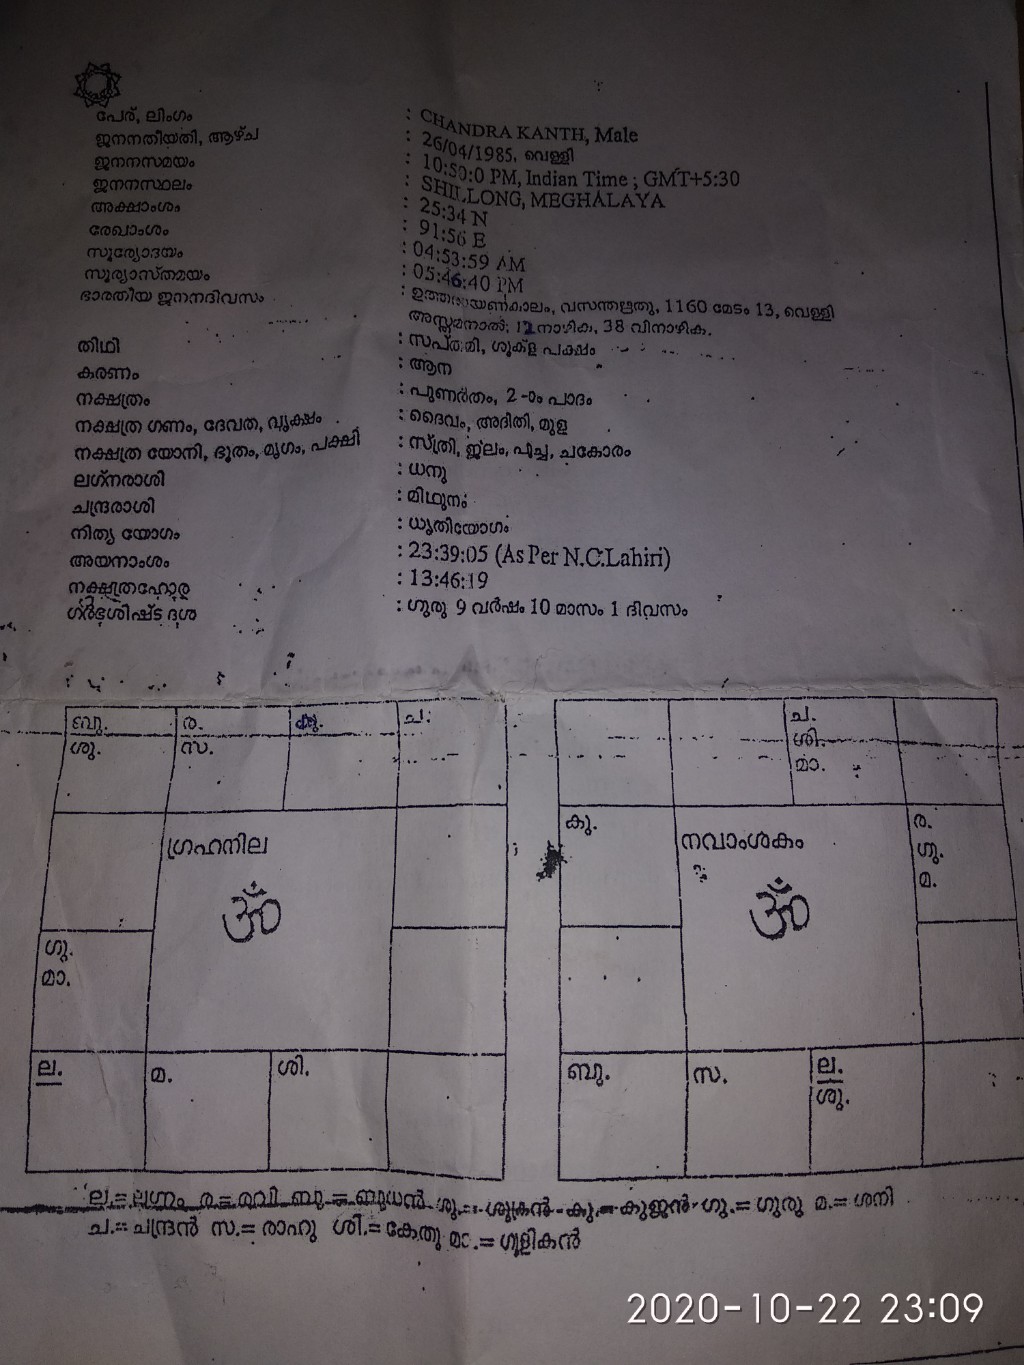 പേര്, ലിംഗം : CHANDRA KANTH, Male
ജനനതീയതി, ആഴ്ച : 26/04/1985, വെള്ളി
ജനനസമയം : 10:50:0 PM, Indian Time ; GMT+5:30
ജനനസ്ഥലം : SHILLONG, MEGHALAYA
അക്ഷാംശം : 25:34 N
രേഖാംശം : 91:56 E
സൂര്യോദയം : 04:53:59 AM
സൂര്യാസ്തമയം : 05:46:40 PM
ഭാരതീയ ജനനദിവസം : ഉത്തരായണകാലം, വസന്തഋതു, 1160 മേടം 13, വെള്ളി
അസ്തമനാൽ; 12 നാഴിക, 38 വിനാഴിക.
തിഥി : സപ്തമി, ശുക്ള പക്ഷം
കരണം : ആന
നക്ഷത്രം : പുണർതം, 2 -ാം പാദം
നക്ഷത്ര ഗണം, ദേവത, വൃക്ഷം : ദൈവം, അദിതി, മുള
നക്ഷത്ര യോനി, ഭൂതം, മൃഗം, പക്ഷി : സ്ത്രി, ജലം, പൂച്ച, ചകോരം
ലഗ്നരാശി : ധനു
ചന്ദ്രരാശി : മിഥുനം
നിത്യ യോഗം : ധൃതിയോഗം
അയനാംശം : 23:39:05 (As Per N.C.Lahiri)
നക്ഷത്രഹോര : 13:46:19
ഗർഭശിഷ്ട ദശ : ഗുരു 9 വർഷം 10 മാസം 1 ദിവസം
ബു. ര. കു. ച.
ശു. സ.
ഗ്രഹനില
ॐ
ഗു.
മാ.
ല. മ. ശി.
ച.
ശി.
മാ.
കു. നവാംശകം ര.
ഗു.
മ.
ॐ
ബു. സ. ല.
ശു.
ല.= ലഗ്നം ര.= രവി ബു.= ബുധൻ ശു.= ശുക്രൻ കു.= കുജൻ ഗു.= ഗുരു മ.= ശനി
ച.= ചന്ദ്രൻ സ.= രാഹു ശി.= കേതു മാ.= ഗുളികൻ
2020-10-22 23:09